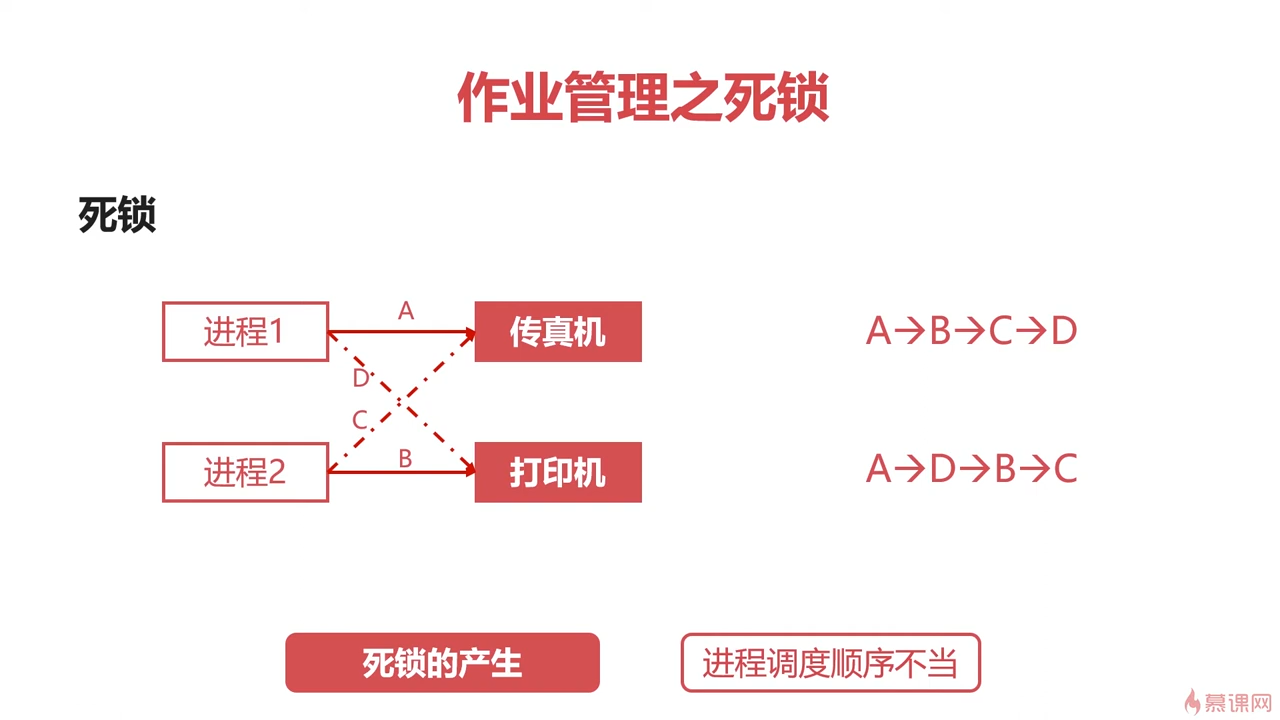 作业管理之死锁
死锁
进程1
A
传真机
A→B→C→D
D
C
进程2
B
打印机
A→D→B→C
死锁的产生
进程调度顺序不当
慕课网